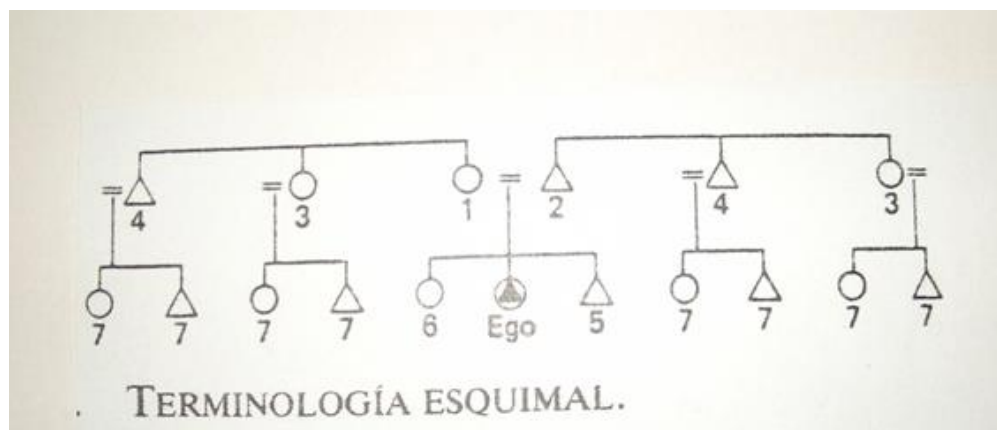 = 4 = 3 1 = 2 = 4 3 =
7 7 7 7 6 Ego 5 7 7 7 7
. TERMINOLOGÍA ESQUIMAL.